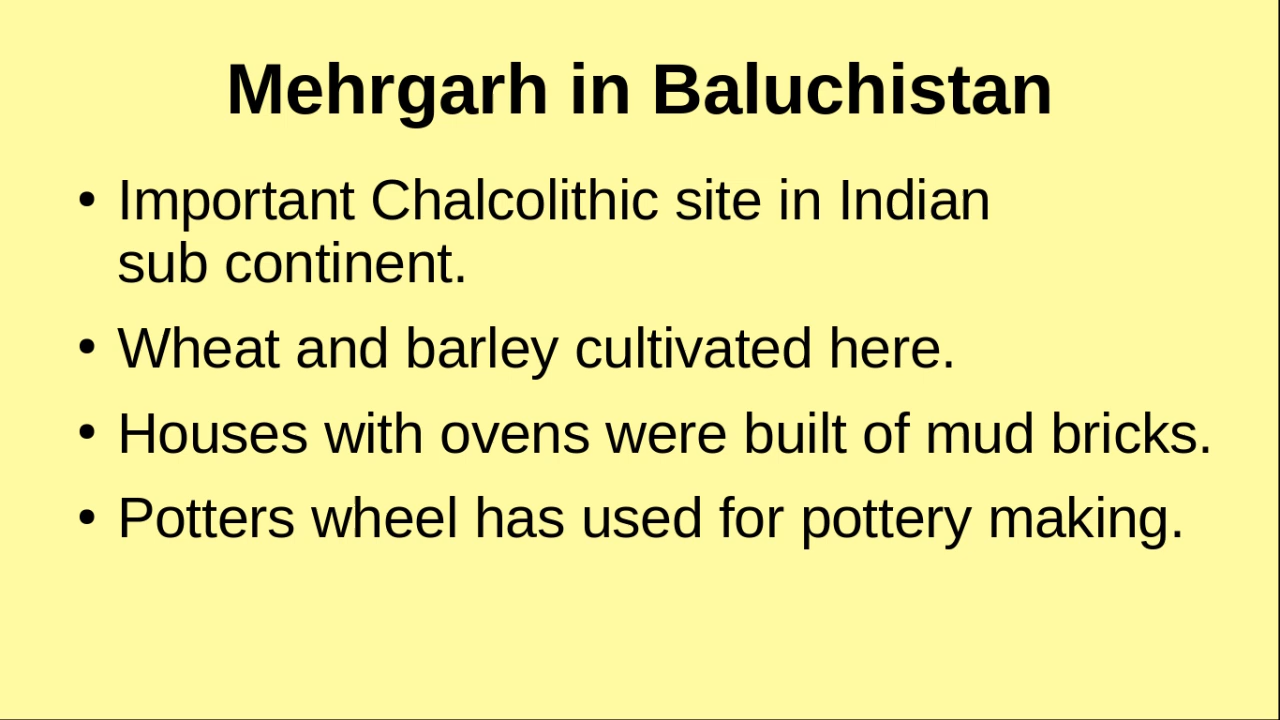 Mehrgarh in Baluchistan
• Important Chalcolithic site in Indian
sub continent.
• Wheat and barley cultivated here.
• Houses with ovens were built of mud bricks.
• Potters wheel has used for pottery making.